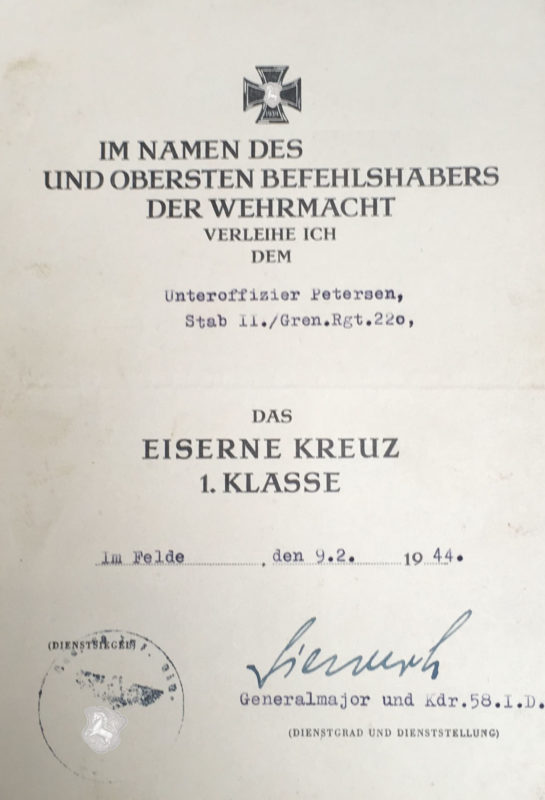 1939
IM NAMEN DES
UND OBERSTEN BEFEHLSHABERS
DER WEHRMACHT
VERLEIHE ICH
DEM
Unteroffizier Petersen,
Stab II./Gren.Rgt.22o,
DAS
EISERNE KREUZ
1. KLASSE
Im Felde, den 9.2. 19 44.
(DIENSTSIEGEL)
Generalmajor und Kdr.58.I.D.
(DIENSTGRAD UND DIENSTSTELLUNG)